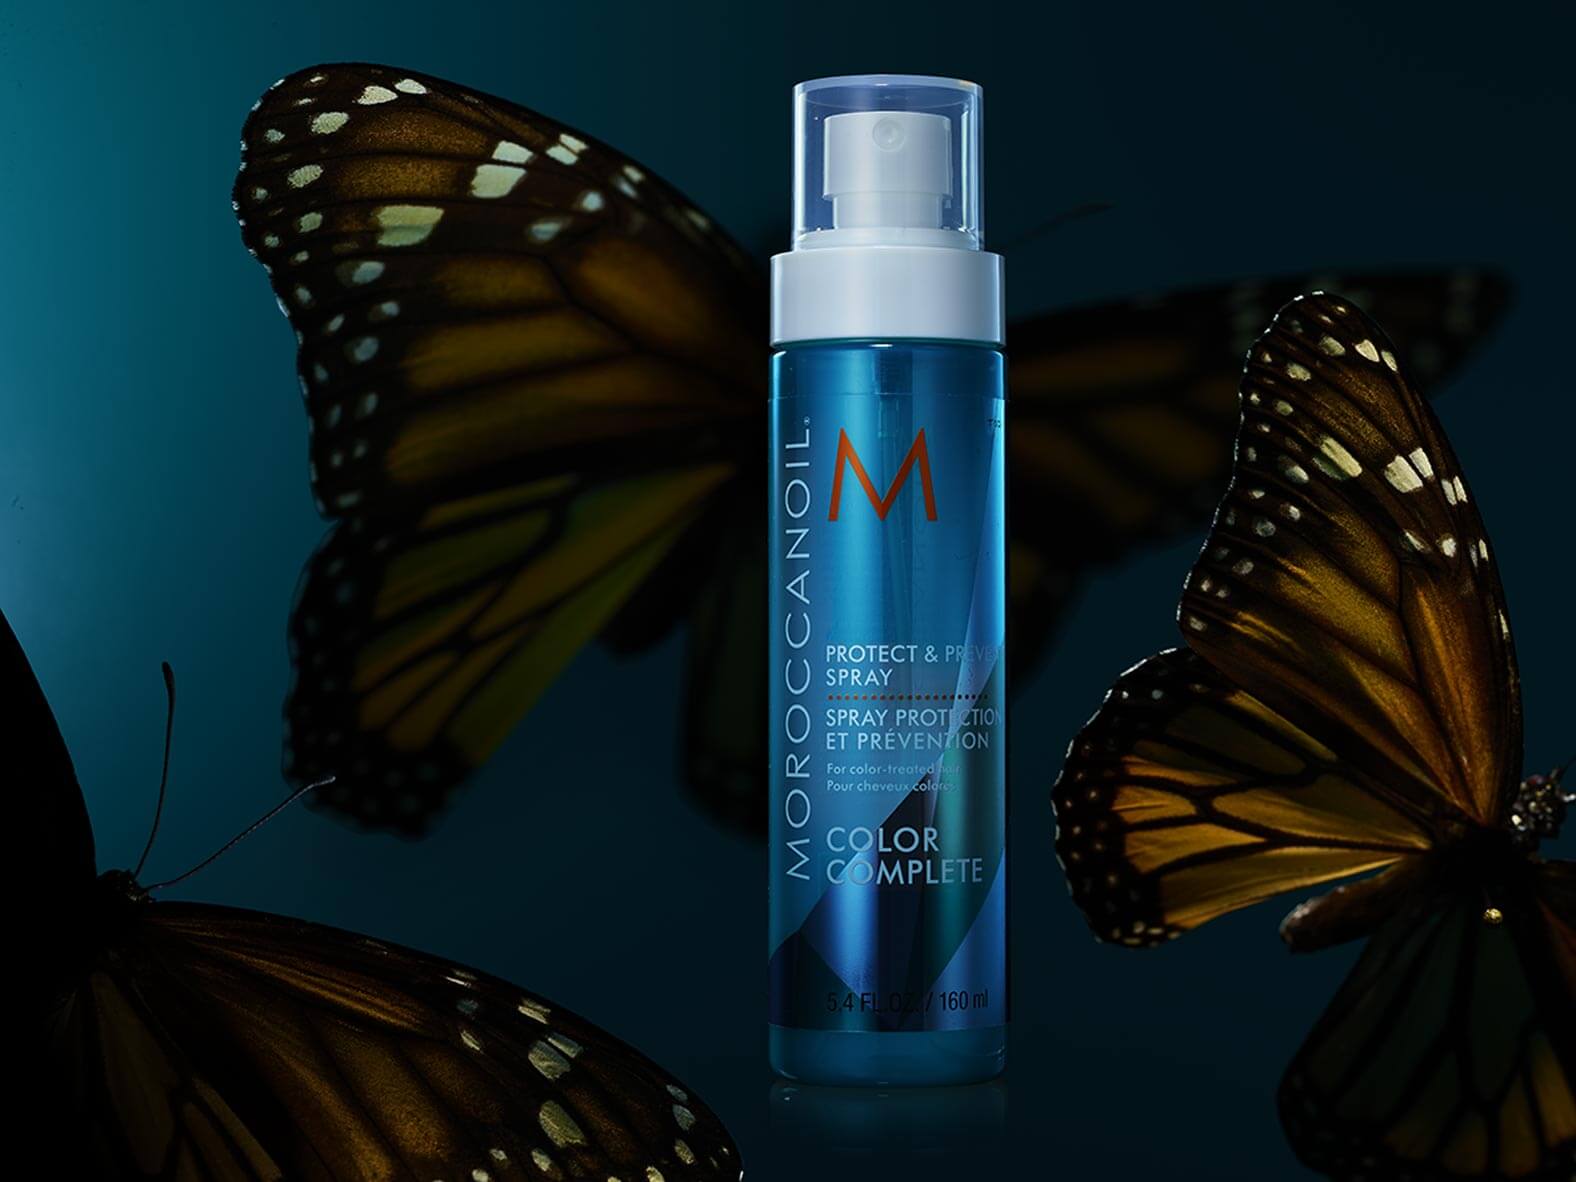 MOROCCANOIL®
M
PROTECT & PREVE
SPRAY
SPRAY PROTECTION
ET PRÉVENTION
For color-treated hair
Pour cheveux colorés
COLOR
COMPLETE
5.4 FL.OZ. / 160 ml